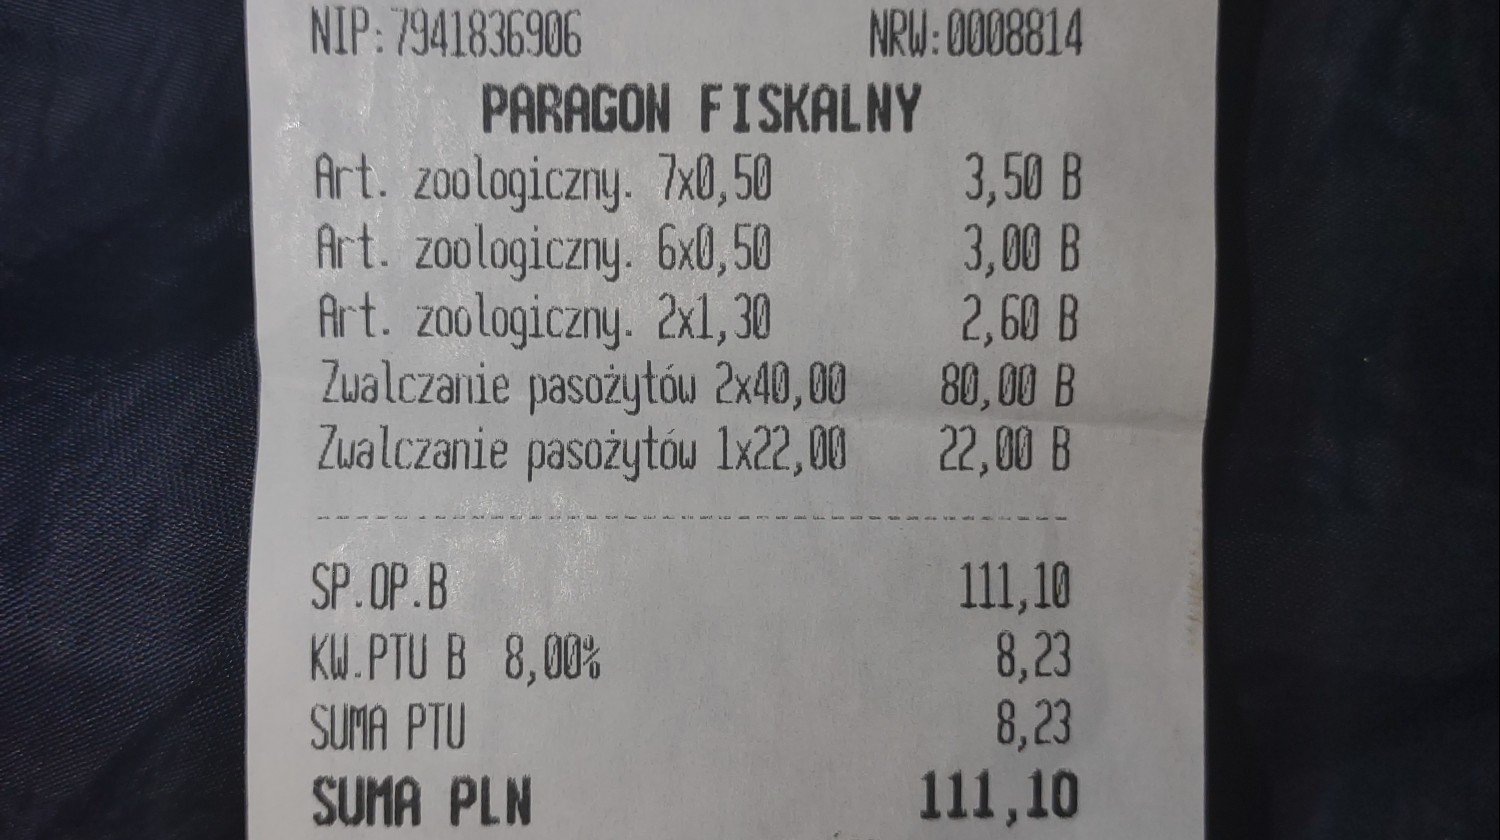 NIP:7941836906 NRW:0008814
PARAGON FISKALNY
Art. zoologiczny. 7x0,50 3,50 B
Art. zoologiczny. 6x0,50 3,00 B
Art. zoologiczny. 2x1,30 2,60 B
Zwalczanie pasożytów 2x40,00 80,00 B
Zwalczanie pasożytów 1x22,00 22,00 B
SP.OP.B 111,10
KW.PTU B 8,00% 8,23
SUMA PTU 8,23
SUMA PLN 111,10